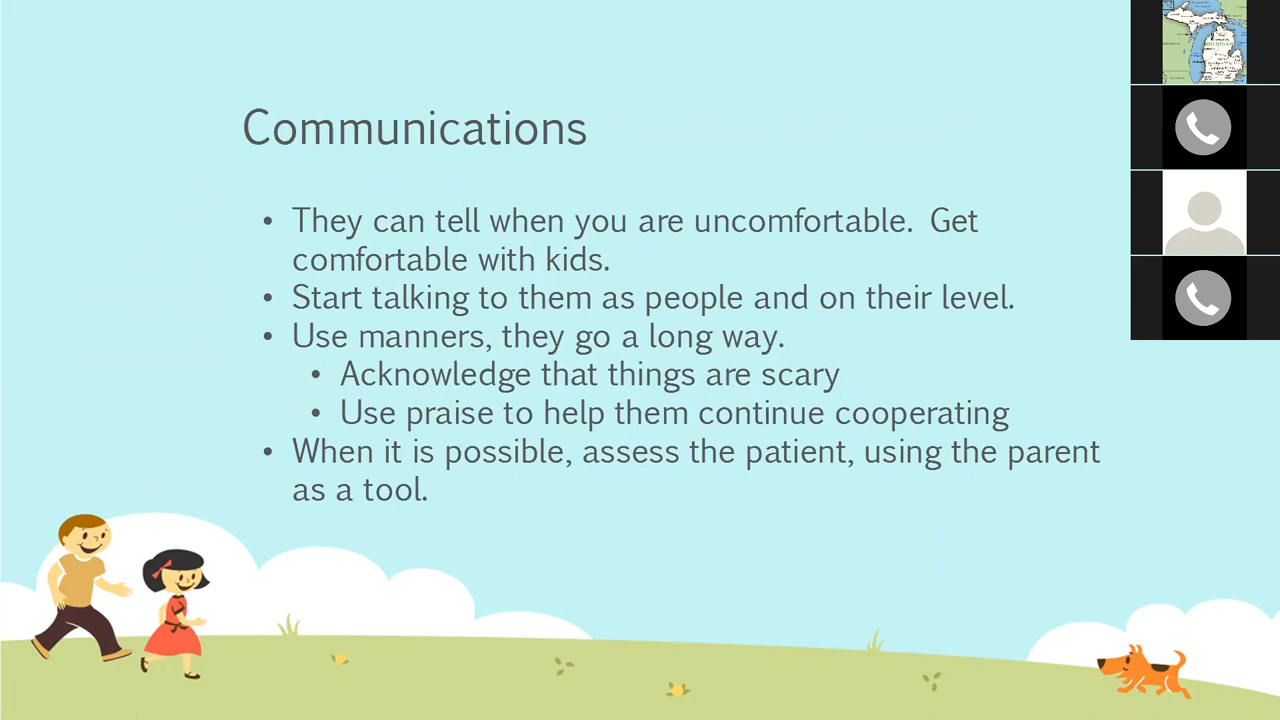 Communications
• They can tell when you are uncomfortable.  Get
comfortable with kids.
• Start talking to them as people and on their level.
• Use manners, they go a long way.
• Acknowledge that things are scary
• Use praise to help them continue cooperating
• When it is possible, assess the patient, using the parent
as a tool.